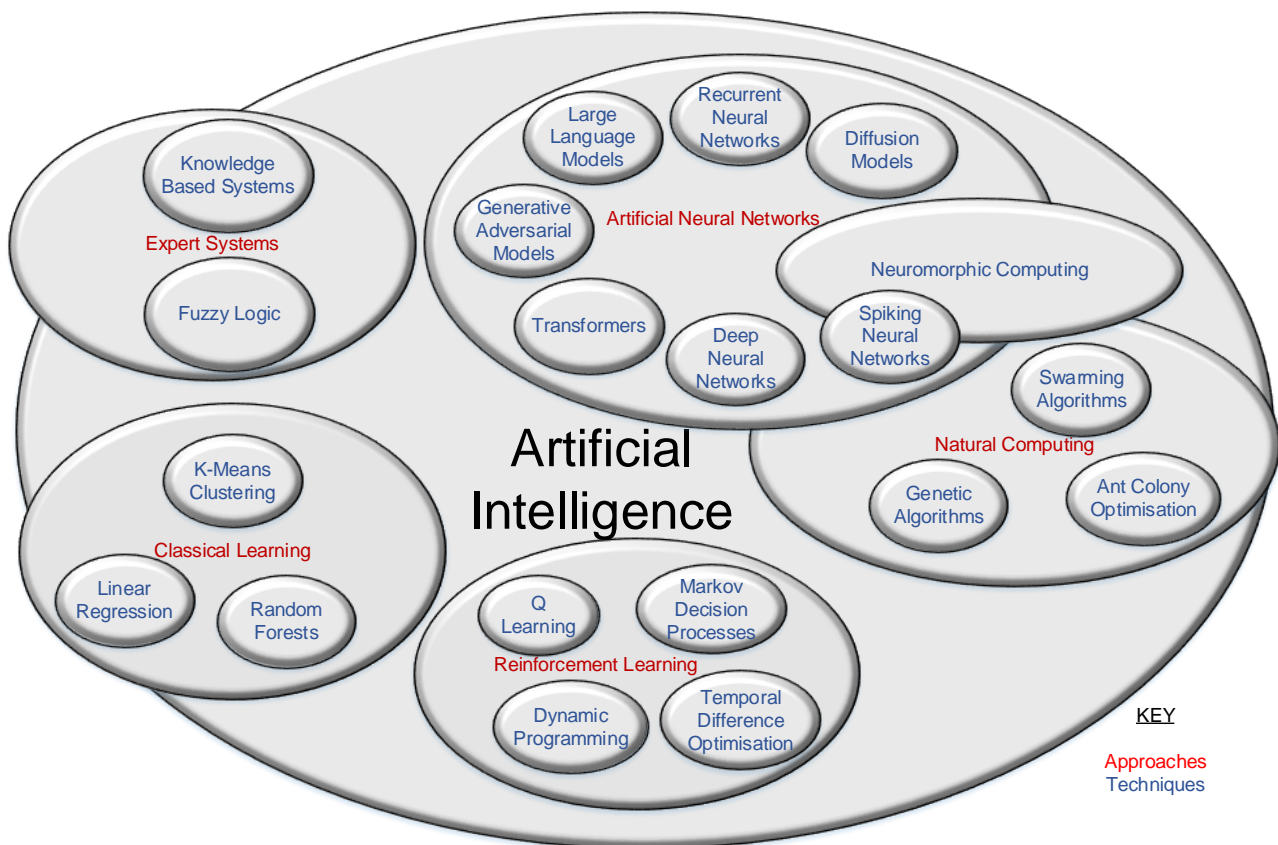 Large
Language
Models
Recurrent
Neural
Networks
Diffusion
Models
Knowledge
Based Systems
Expert Systems
Fuzzy Logic
Generative
Adversarial
Models
Artificial Neural Networks
Neuromorphic Computing
Transformers
Deep
Neural
Networks
Spiking
Neural
Networks
Swarming
Algorithms
Natural Computing
Genetic
Algorithms
Ant Colony
Optimisation
Artificial
Intelligence
K-Means
Clustering
Classical Learning
Linear
Regression
Random
Forests
Q
Learning
Markov
Decision
Processes
Reinforcement Learning
Dynamic
Programming
Temporal
Difference
Optimisation
KEY
Approaches
Techniques